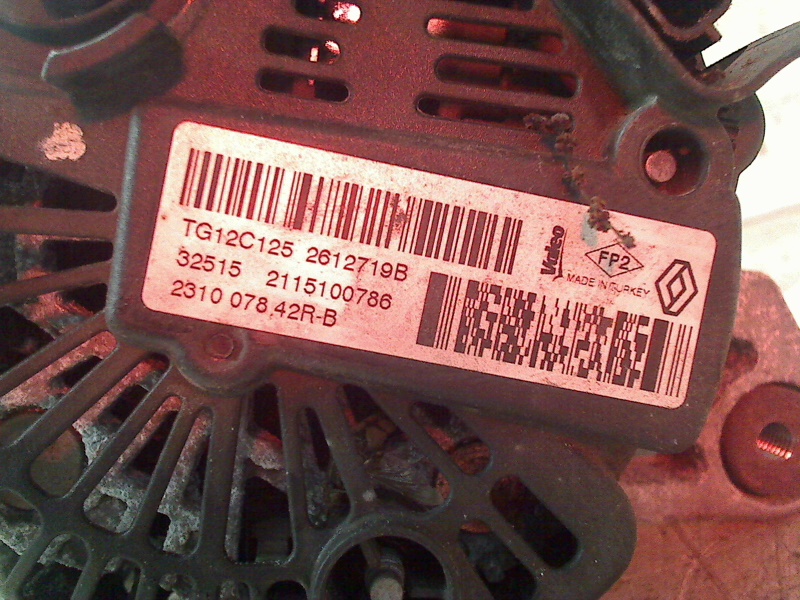 TG12C125 2612719B
32515 2115100786
2310 078.42R-B
Valeo
FP2
MADE IN TURKEY